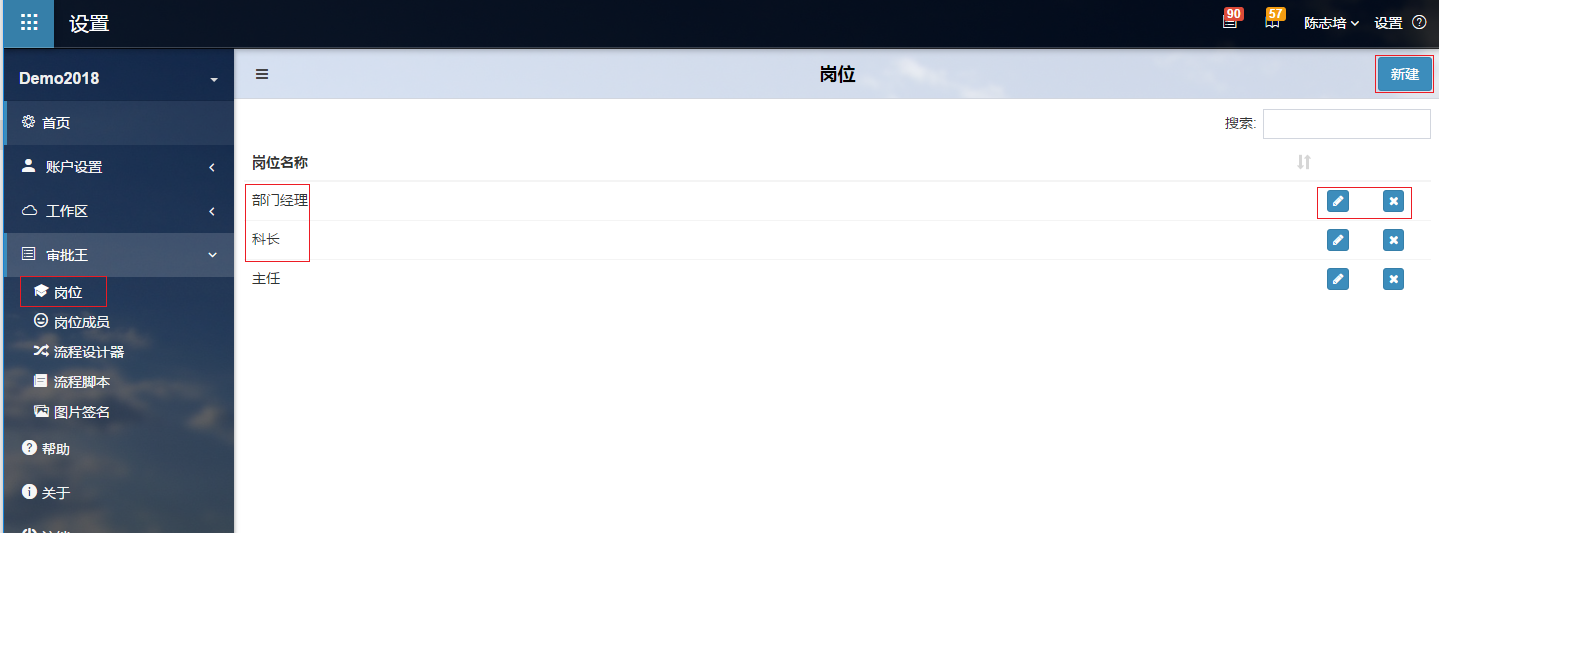 设置
90
57
陈志培
设置
Demo2018
首页
账户设置
工作区
审批王
岗位
岗位成员
流程设计器
流程脚本
图片签名
帮助
关于
岗位
新建
搜索:
岗位名称
部门经理
科长
主任